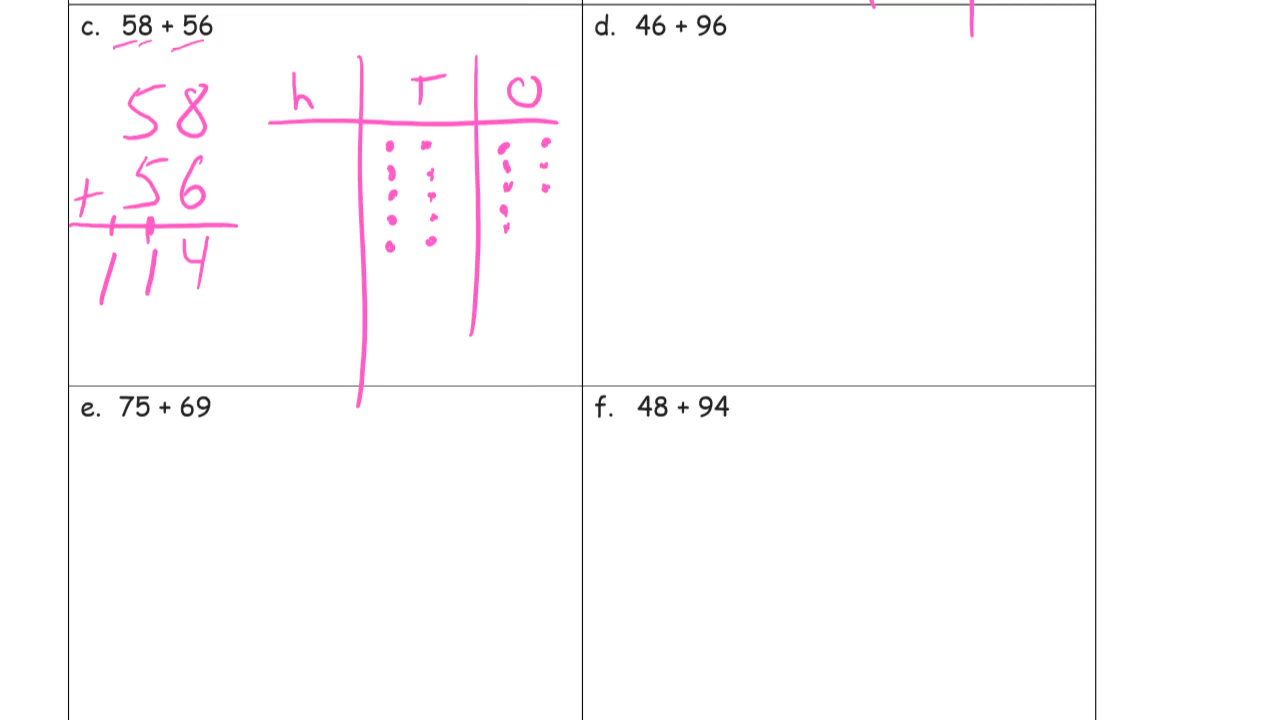 c. 58 + 56
58
+ 56
114
h T O
d. 46 + 96
e. 75 + 69
f. 48 + 94